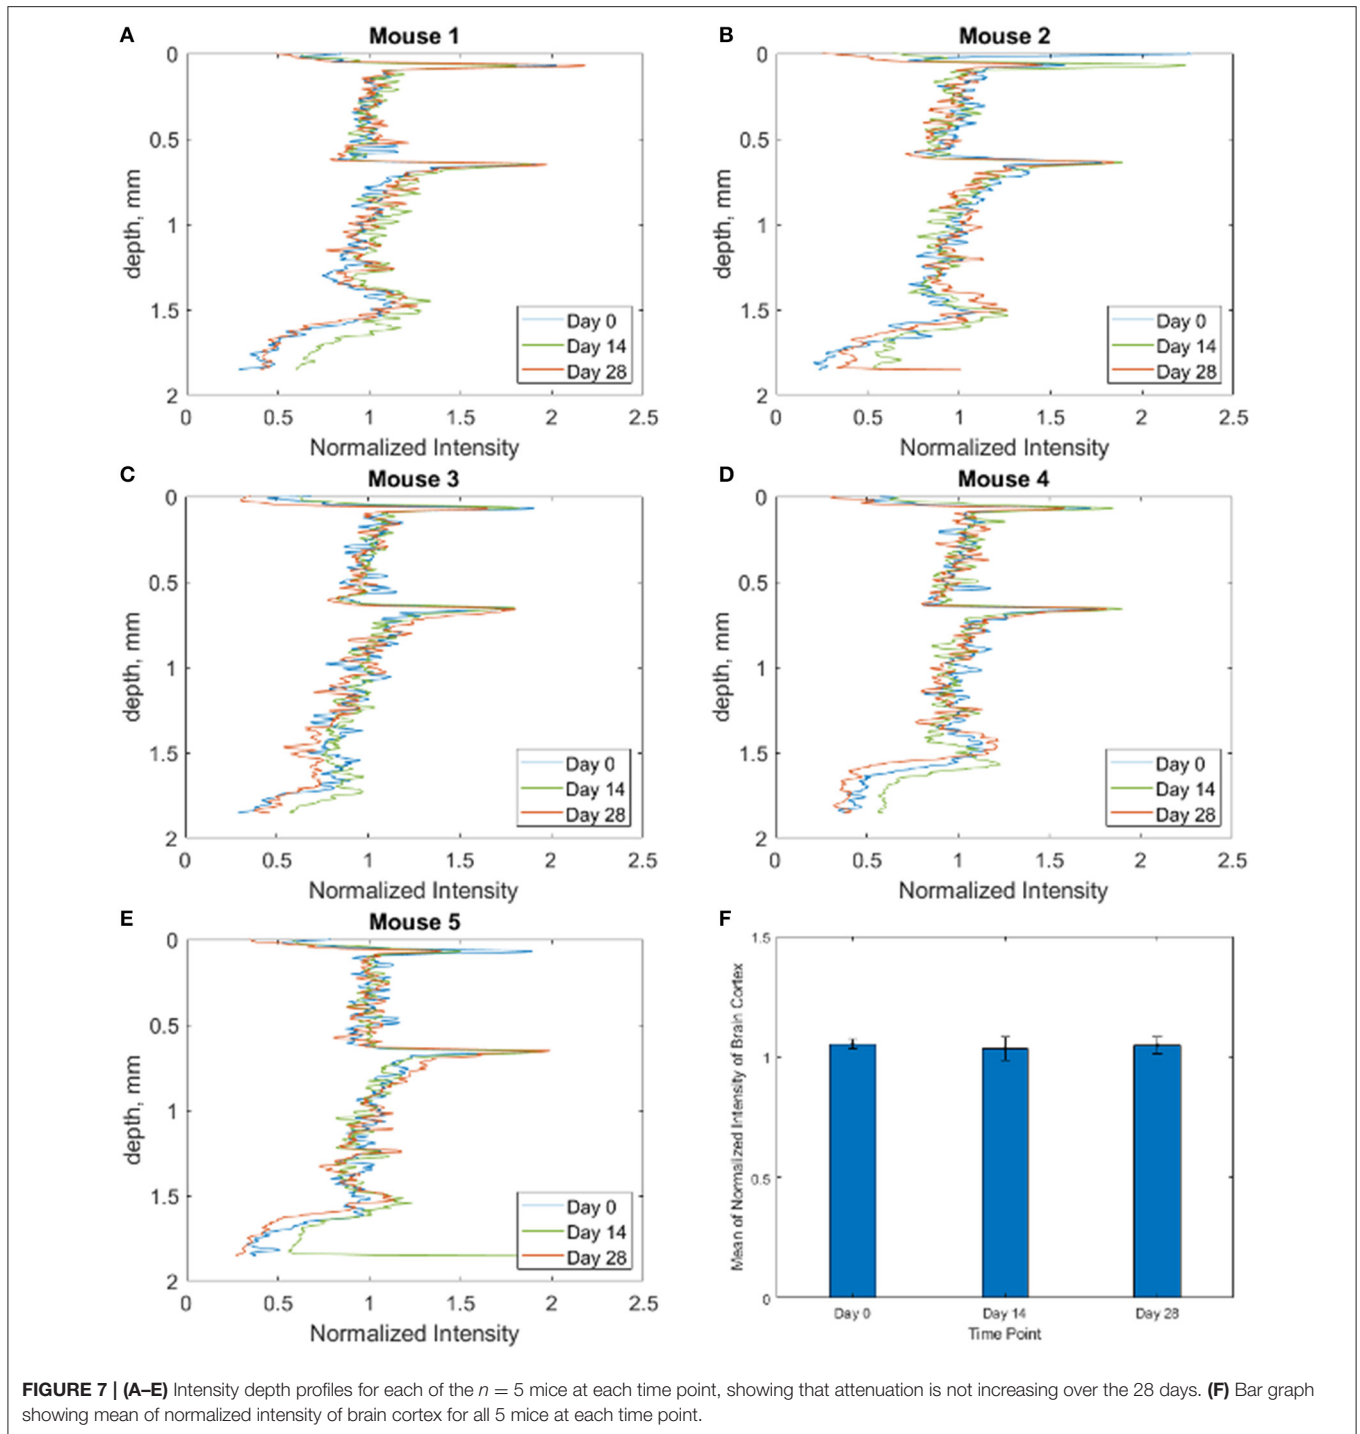 A
Mouse 1
0
0.5
1
1.5
2
depth, mm
0 0.5 1 1.5 2 2.5
Normalized Intensity
Day 0
Day 14
Day 28
B
Mouse 2
0
0.5
1
1.5
2
depth, mm
0 0.5 1 1.5 2 2.5
Normalized Intensity
Day 0
Day 14
Day 28
C
Mouse 3
0
0.5
1
1.5
2
depth, mm
0 0.5 1 1.5 2 2.5
Normalized Intensity
Day 0
Day 14
Day 28
D
Mouse 4
0
0.5
1
1.5
2
depth, mm
0 0.5 1 1.5 2 2.5
Normalized Intensity
Day 0
Day 14
Day 28
E
Mouse 5
0
0.5
1
1.5
2
depth, mm
0 0.5 1 1.5 2 2.5
Normalized Intensity
Day 0
Day 14
Day 28
F
1.5
1
0.5
0
Mean of Normalized Intensity of Brain Cortex
Day 0 Day 14 Day 28
Time Point
FIGURE 7 | (A–E) Intensity depth profiles for each of the n = 5 mice at each time point, showing that attenuation is not increasing over the 28 days. (F) Bar graph
showing mean of normalized intensity of brain cortex for all 5 mice at each time point.